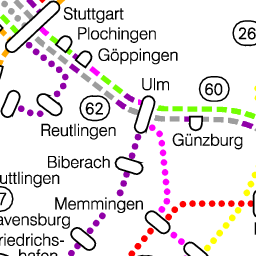 Stuttgart
Plochingen
26
Göppingen
Ulm
60
62
Reutlingen
Günzburg
Biberach
uttlingen
7
Memmingen
avensburg
riedrichs-
hafen